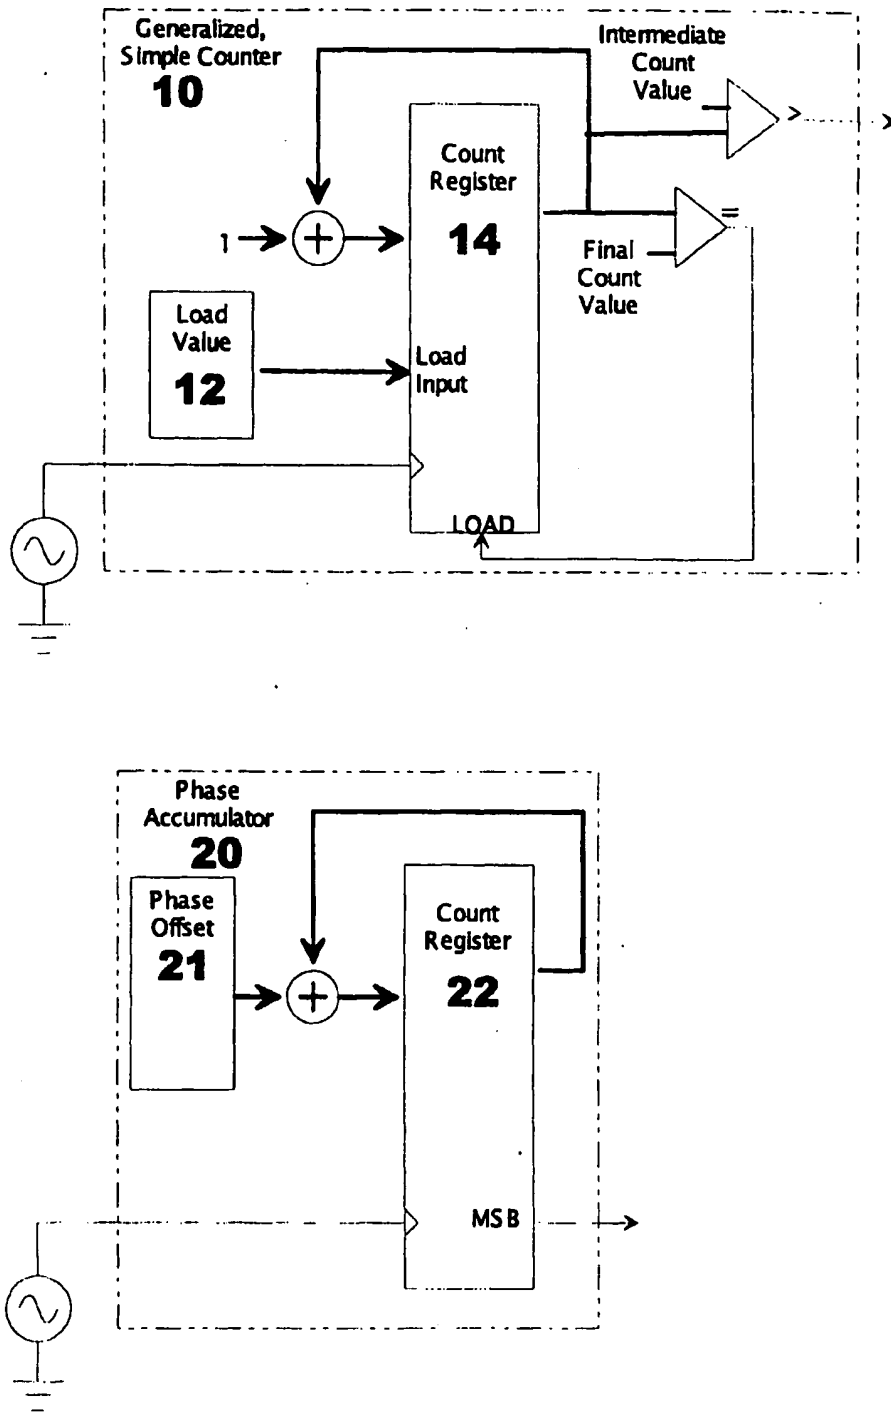 Generalized,
Simple Counter
10
Intermediate
Count
Value
>
Count
Register
14
=
1
+
Final
Count
Value
Load
Value
12
Load
Input
LOAD
Phase
Accumulator
20
Phase
Offset
21
+
Count
Register
22
MSB